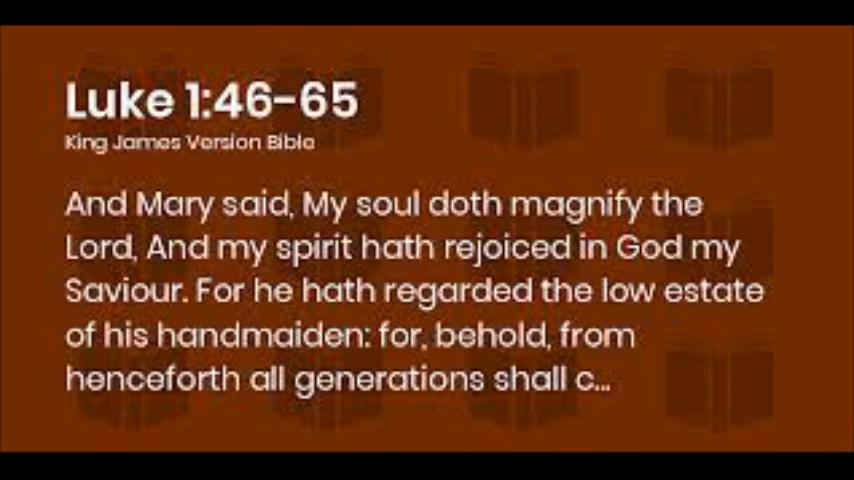 Luke 1:46-65
King James Version Bible
And Mary said, My soul doth magnify the
Lord, And my spirit hath rejoiced in God my
Saviour. For he hath regarded the low estate
of his handmaiden: for, behold, from
henceforth all generations shall c...